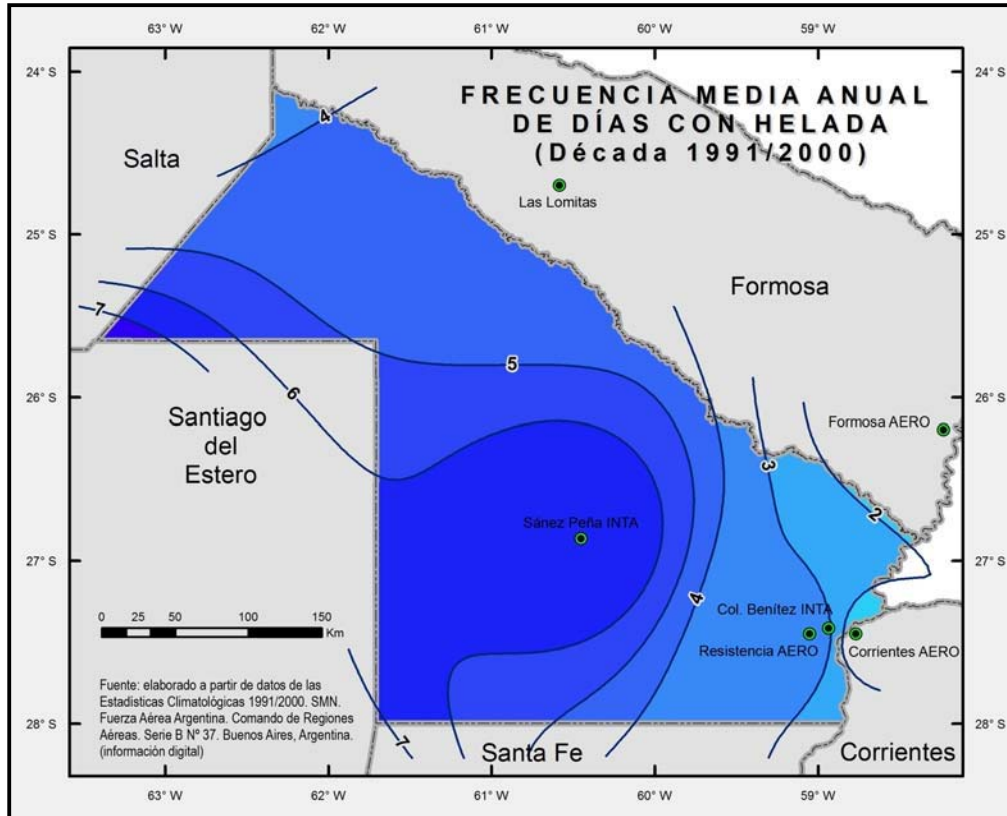 63° W 62° W 61° W 60° W 59° W
24° S 24° S
25° S 25° S
26° S 26° S
27° S 27° S
28° S 28° S
FRECUENCIA MEDIA ANUAL
DE DÍAS CON HELADA
(Década 1991/2000)
Salta
4
Las Lomitas
Formosa
7
5
6
Santiago
del
Estero
Formosa AERO
3
2
Sánez Peña INTA
4
Col. Benítez INTA
Resistencia AERO
Corrientes AERO
0 25 50 100 150
Km
Fuente: elaborado a partir de datos de las
Estadísticas Climatológicas 1991/2000. SMN.
Fuerza Aérea Argentina. Comando de Regiones
Aéreas. Serie B Nº 37. Buenos Aires, Argentina.
(información digital)
7
Santa Fe
Corrientes
63° W 62° W 61° W 60° W 59° W